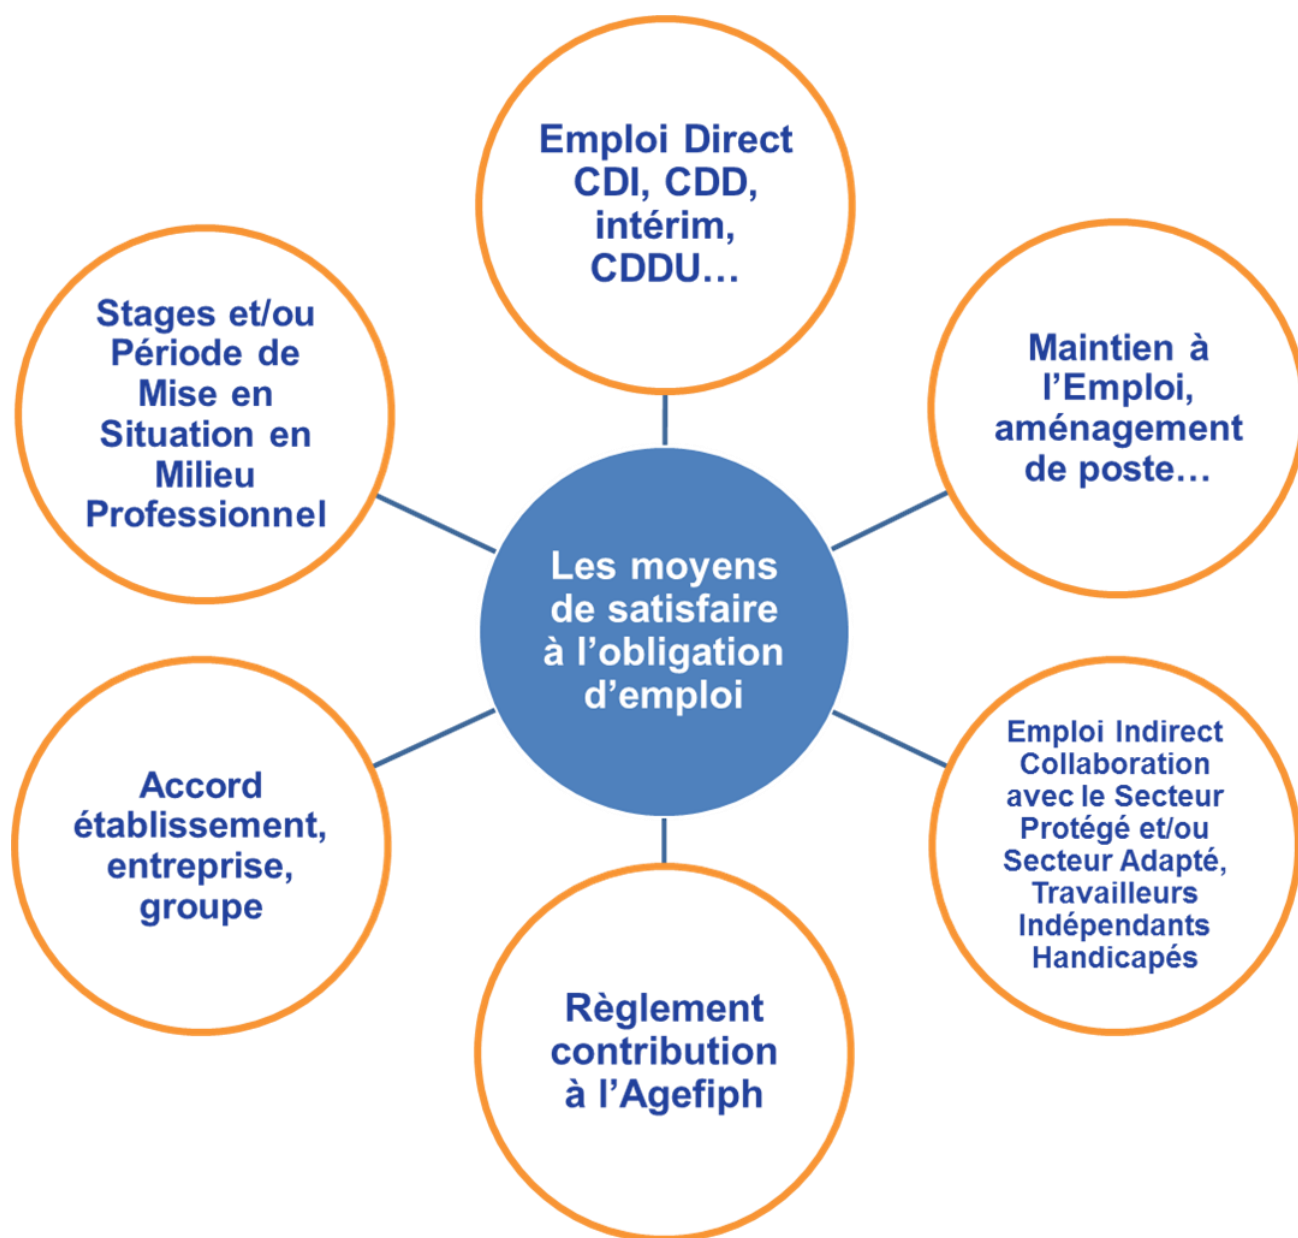 Emploi Direct
CDI, CDD,
intérim,
CDDU…
Maintien à
l’Emploi,
aménagement
de poste…
Emploi Indirect
Collaboration
avec le Secteur
Protégé et/ou
Secteur Adapté,
Travailleurs
Indépendants
Handicapés
Règlement
contribution
à l’Agefiph
Accord
établissement,
entreprise,
groupe
Stages et/ou
Période de
Mise en
Situation en
Milieu
Professionnel
Les moyens
de satisfaire
à l’obligation
d’emploi